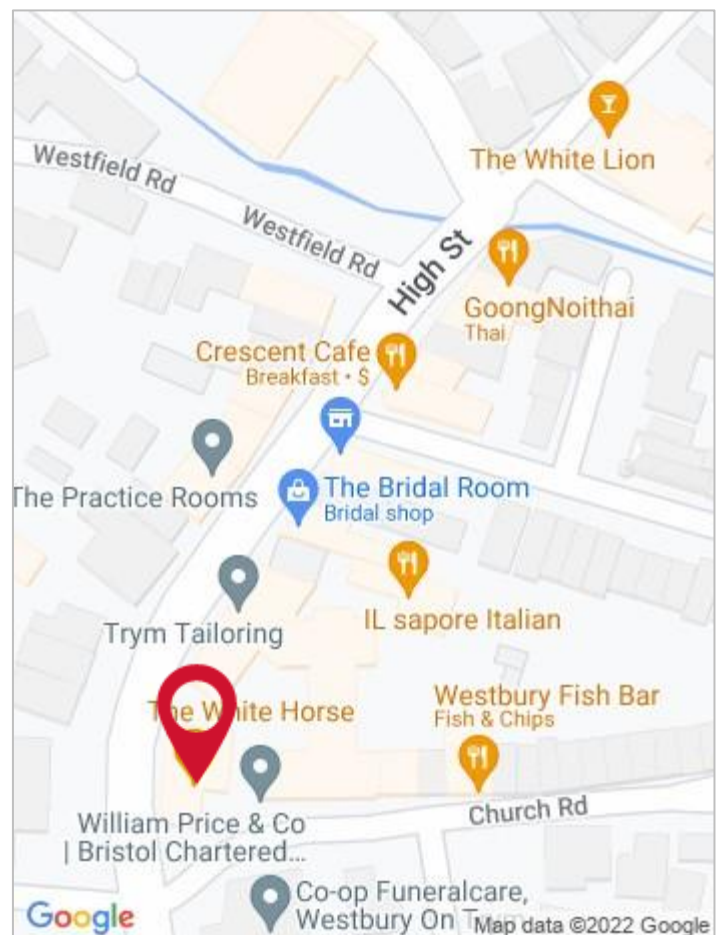 Westfield Rd
The White Lion
Westfield Rd
High St
GoongNoithai
Thai
Crescent Cafe
Breakfast • $
The Practice Rooms
The Bridal Room
Bridal shop
Trym Tailoring
IL sapore Italian
The White Horse
Westbury Fish Bar
Fish & Chips
William Price & Co
| Bristol Chartered...
Church Rd
Co-op Funeralcare,
Westbury On Trym
Google
Map data ©2022 Google